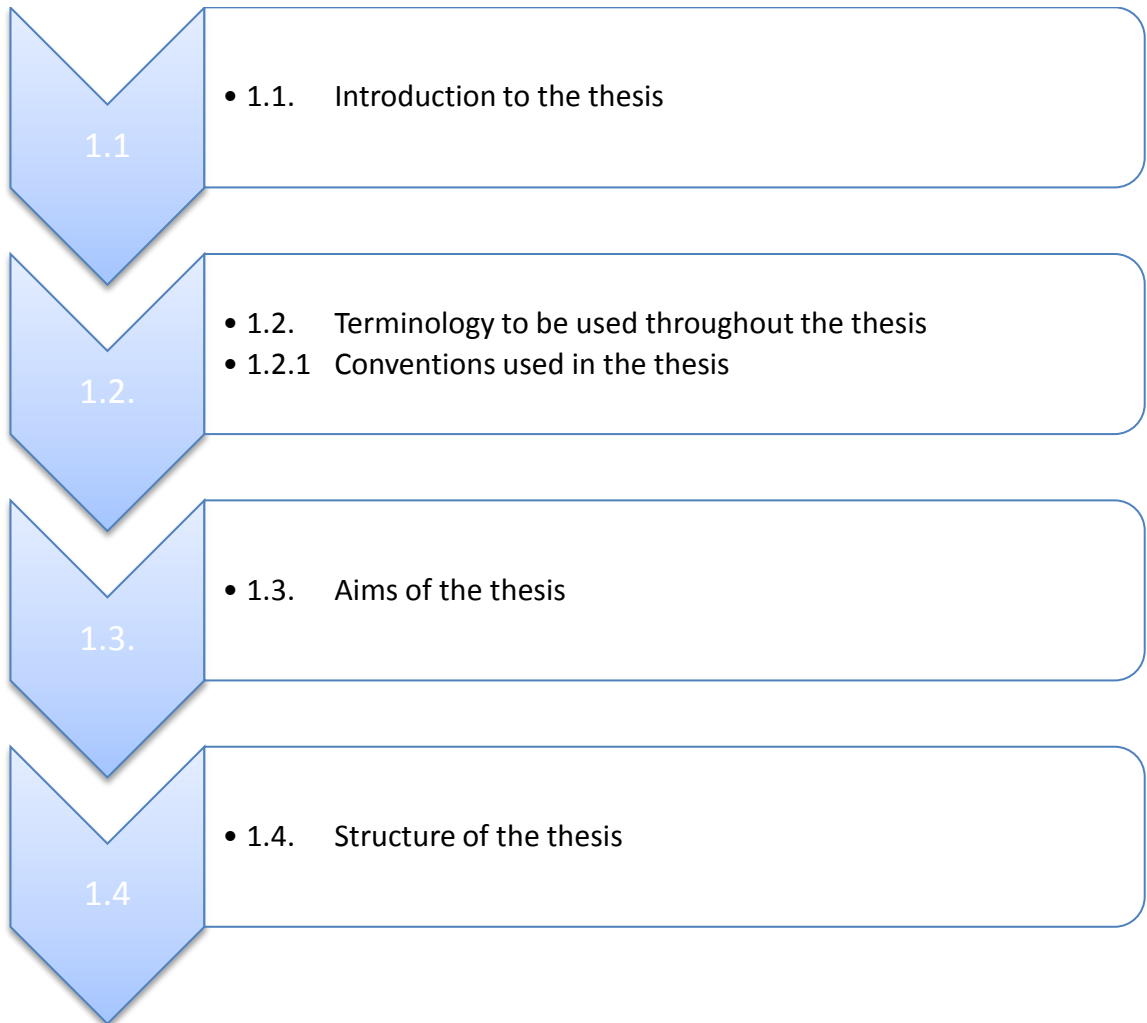 1.1
• 1.1. Introduction to the thesis
1.2.
• 1.2. Terminology to be used throughout the thesis
• 1.2.1 Conventions used in the thesis
1.3.
• 1.3. Aims of the thesis
1.4
• 1.4. Structure of the thesis